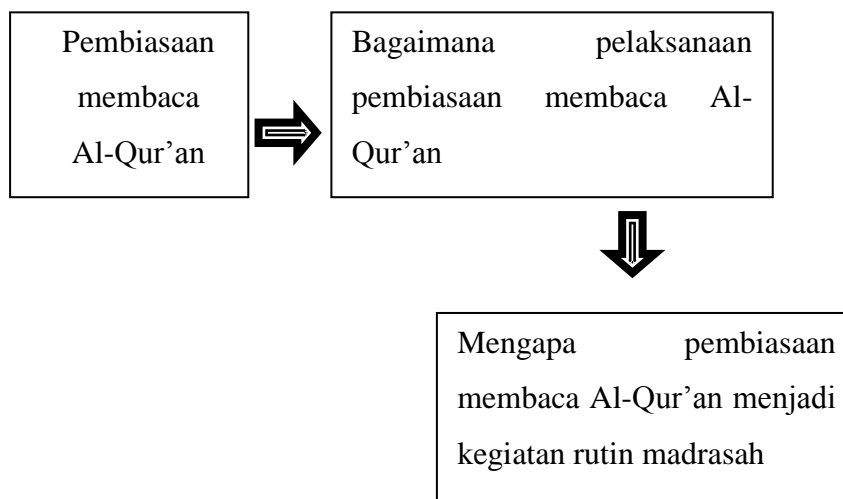 Pembiasaan
membaca
Al-Qur’an
Bagaimana pelaksanaan
pembiasaan membaca Al-
Qur’an
Mengapa pembiasaan
membaca Al-Qur’an menjadi
kegiatan rutin madrasah